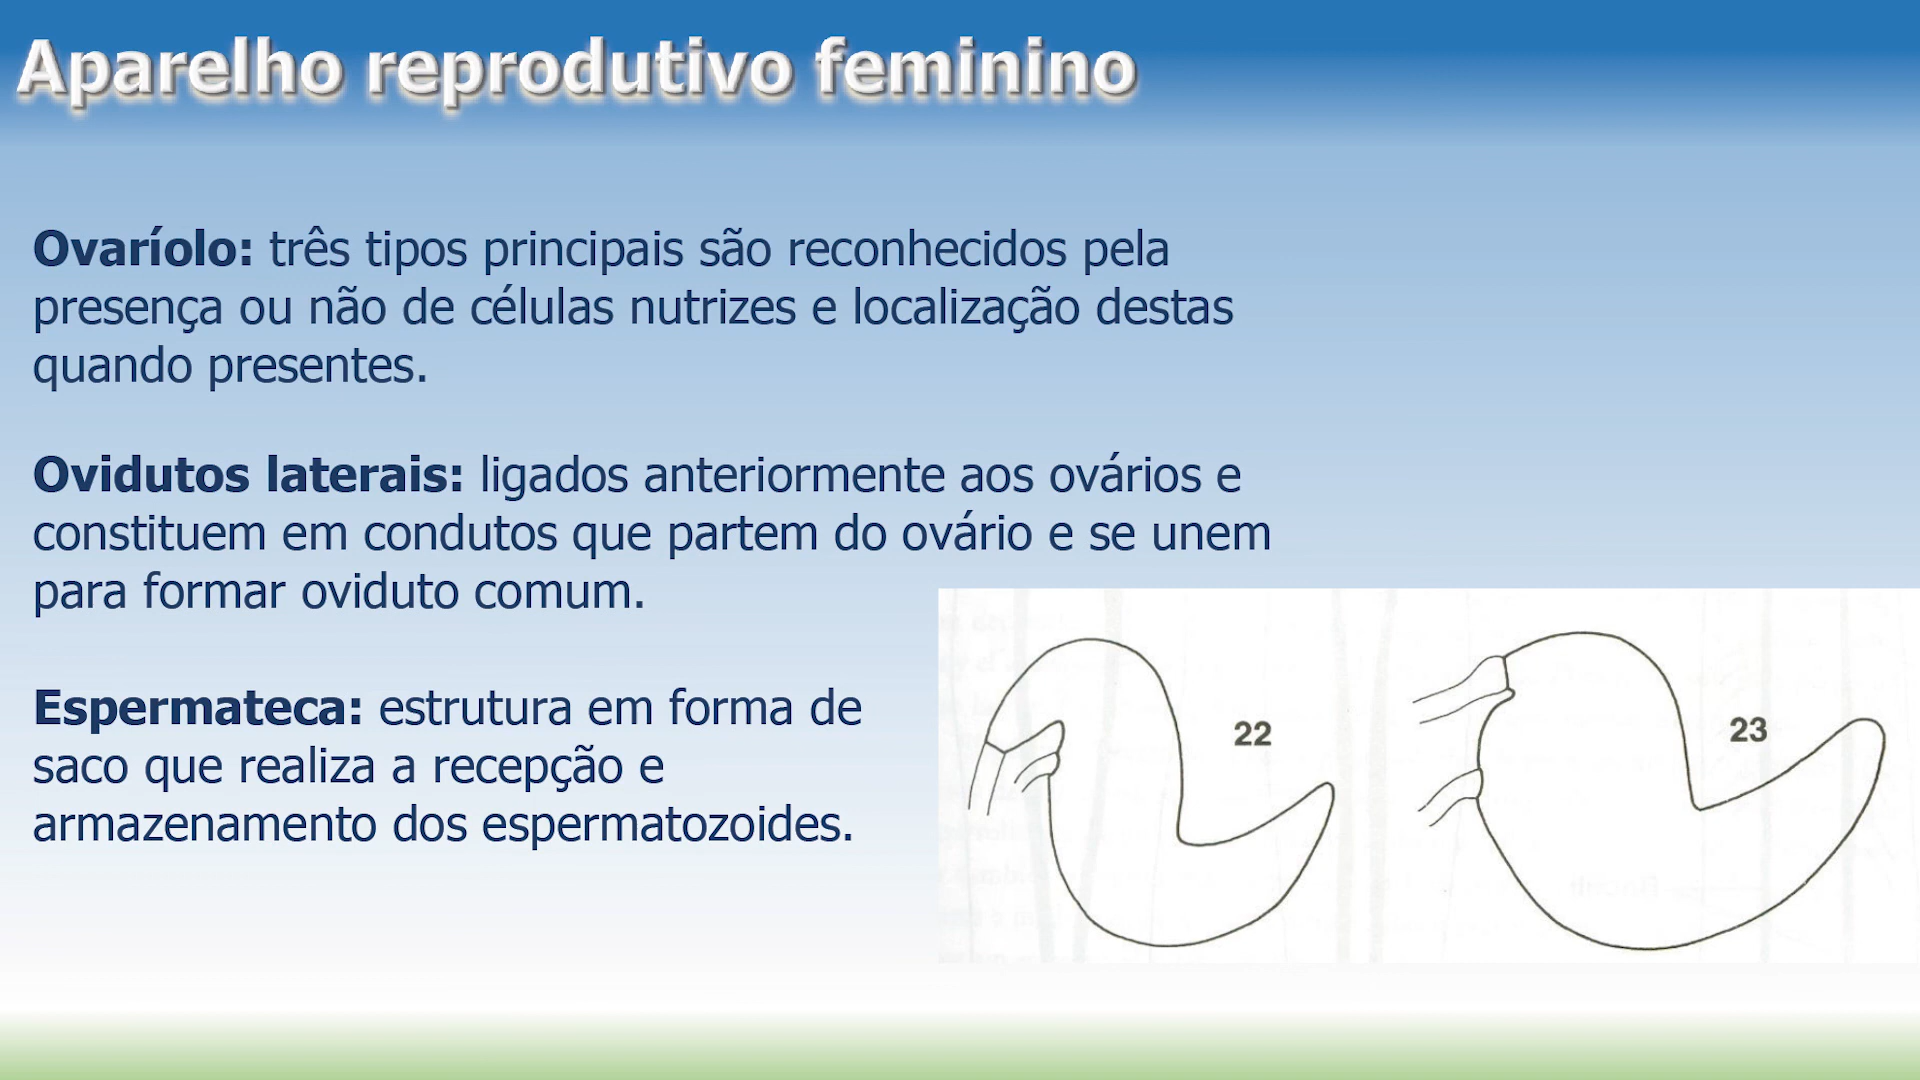 Aparelho reprodutivo feminino
Ovaríolo: três tipos principais são reconhecidos pela
presença ou não de células nutrizes e localização destas
quando presentes.
Ovidutos laterais: ligados anteriormente aos ovários e
constituem em condutos que partem do ovário e se unem
para formar oviduto comum.
Espermateca: estrutura em forma de
saco que realiza a recepção e
armazenamento dos espermatozoides.
22
23